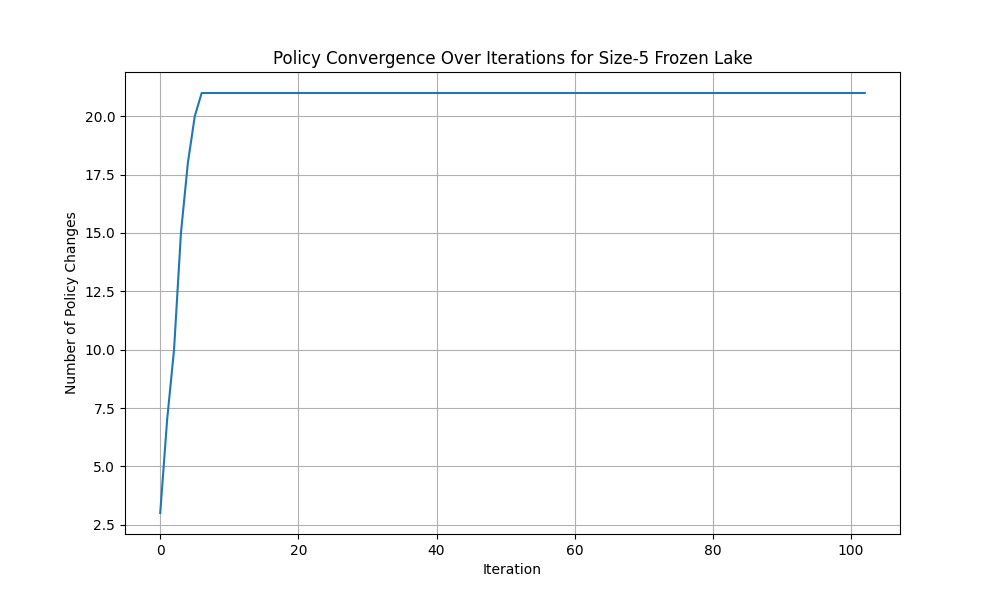 Policy Convergence Over Iterations for Size-5 Frozen Lake
20.0
17.5
15.0
12.5
10.0
7.5
5.0
2.5
Number of Policy Changes
0 20 40 60 80 100
Iteration